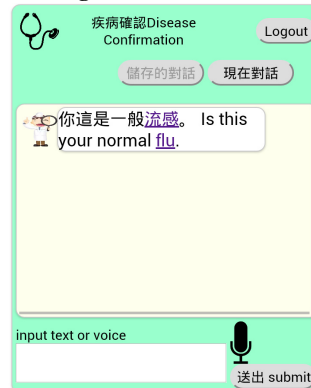 疾病確認Disease
Confirmation
Logout
儲存的對話
現在對話
你這是一般流感。 Is this
your normal flu.
input text or voice
送出 submit